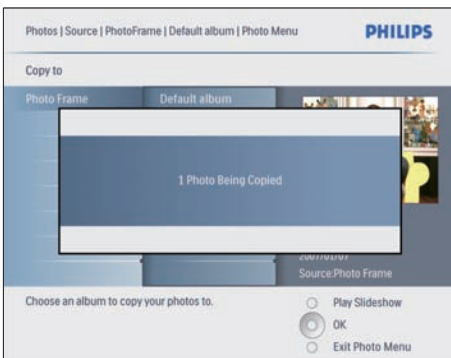 Photos | Source | PhotoFrame | Default album | Photo Menu
PHILIPS
Copy to
Photo Frame
Default album
1 Photo Being Copied
2007/01/07
Source:Photo Frame
Choose an album to copy your photos to.
Play Slideshow
OK
Exit Photo Menu